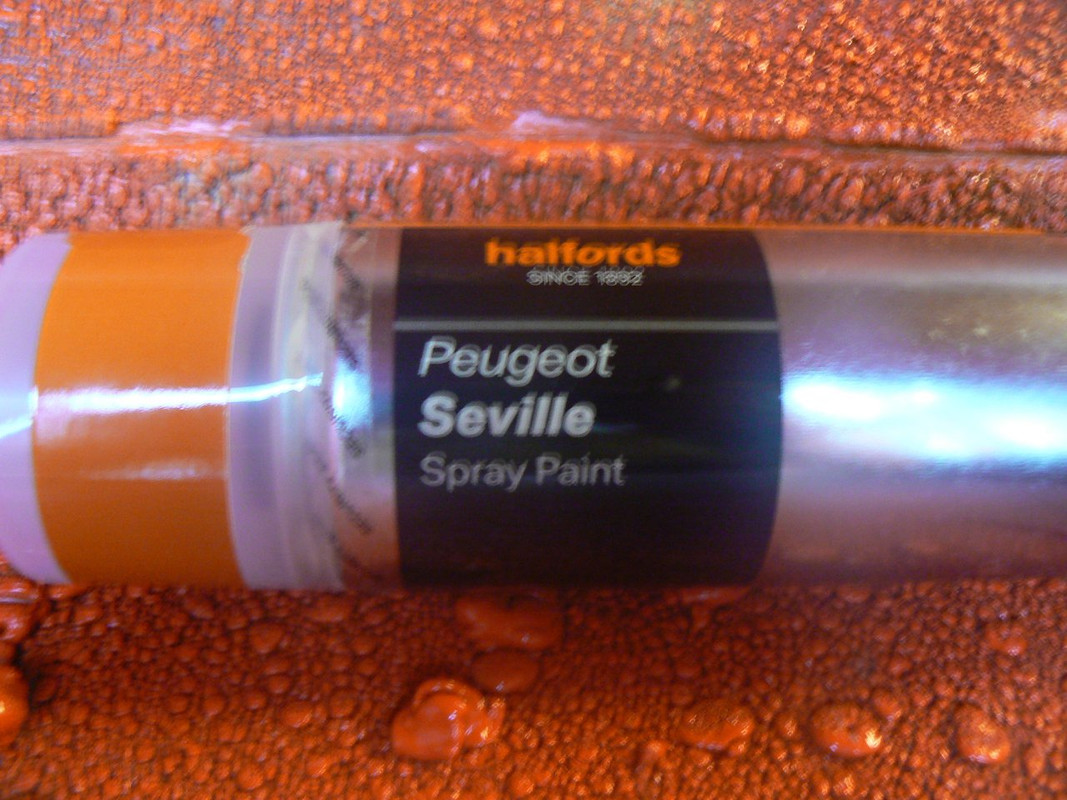 halfords
SINCE 1892
Peugeot
Seville
Spray Paint